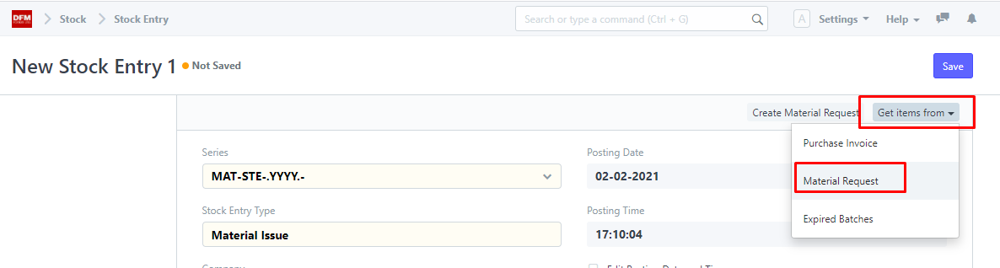 DFM
Stock
Stock Entry
Search or type a command (Ctrl + G)
A
Settings
Help
New Stock Entry 1
Not Saved
Save
Create Material Request
Get items from
Purchase Invoice
Material Request
Expired Batches
Series
MAT-STE-.YYYY.-
Posting Date
02-02-2021
Stock Entry Type
Material Issue
Posting Time
17:10:04